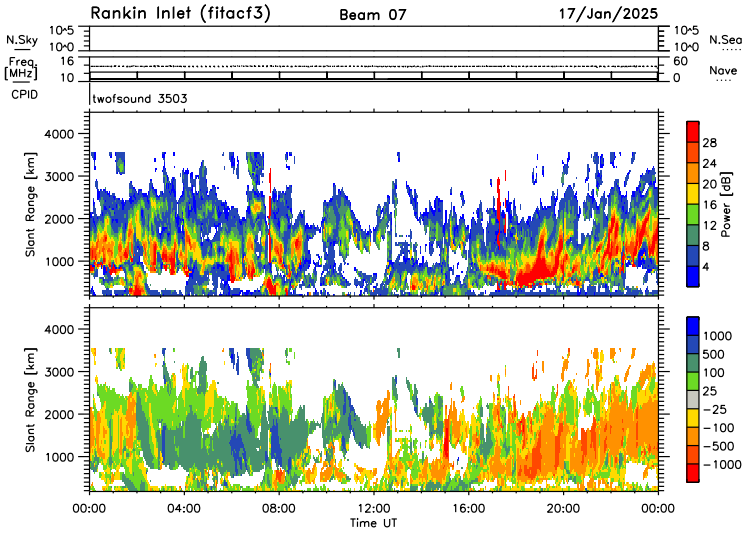 Rankin Inlet (fitacf3) Beam 07 17/Jan/2025
10^5
10^0
N.Sky
10^5
10^0
N.Sea
Freq.
[MHz]
16
10
60
0
Nave
CPID
twofsound 3503
Slant Range [km]
4000
3000
2000
1000
28
24
20
16
12
8
4
Power [dB]
Slant Range [km]
4000
3000
2000
1000
1000
500
100
25
-25
-100
-500
-1000
00:00 04:00 08:00 12:00 16:00 20:00 00:00
Time UT